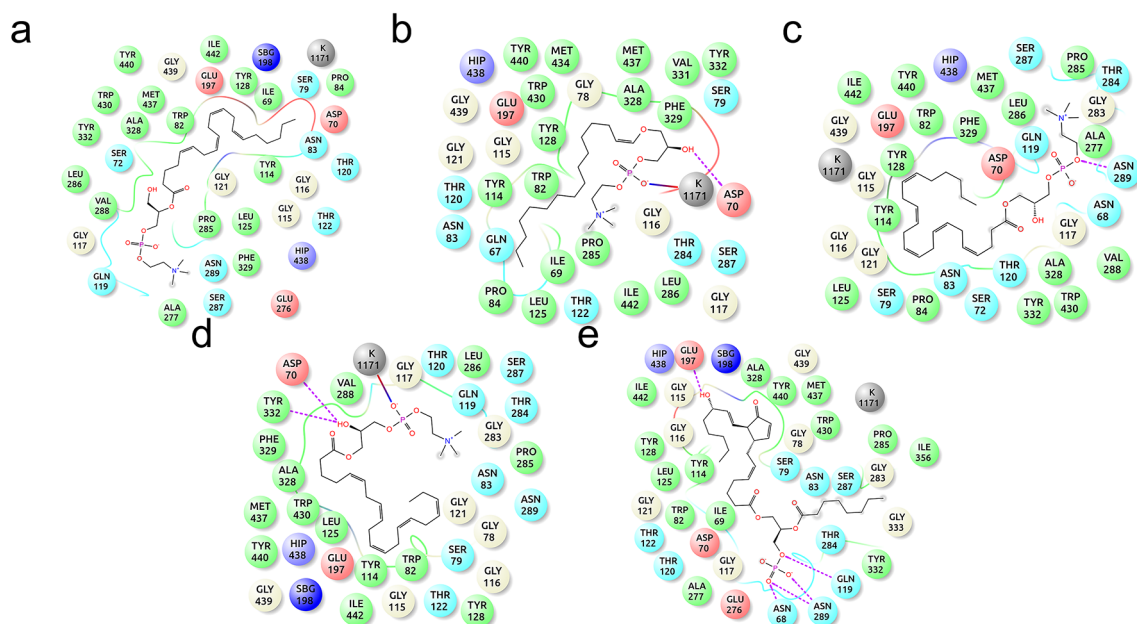 a
TYR 440
GLY 439
ILE 442
SBG 198
K 1171
GLU 197
TYR 128
ILE 69
SER 79
PRO 84
TRP 430
MET 437
ALA 328
TRP 82
ASP 70
TYR 332
SER 72
ASN 83
THR 120
LEU 286
GLY 121
TYR 114
GLY 116
VAL 288
HO
O
O
PRO 285
LEU 125
GLY 115
THR 122
GLY 117
O
O
P
O-
O
GLN 119
N+
ASN 289
PHE 329
HIP 438
ALA 277
SER 287
GLU 276
b
HIP 438
TYR 440
MET 434
MET 437
VAL 331
TYR 332
GLY 439
GLU 197
TRP 430
GLY 78
ALA 328
PHE 329
SER 79
TYR 128
O
GLY 121
GLY 115
OH
O
P
O
O
O-
THR 120
TYR 114
TRP 82
K 1171
ASP 70
N+
GLY 116
ASN 83
GLN 67
PRO 285
THR 284
SER 287
ILE 69
PRO 84
LEU 125
THR 122
ILE 442
LEU 286
GLY 117
c
SER 287
PRO 285
THR 284
HIP 438
ILE 442
TYR 440
MET 437
LEU 286
GLY 283
GLY 439
GLU 197
TRP 82
PHE 329
N+
GLN 119
ALA 277
K 1171
TYR 128
ASP 70
O
P
O
O-
O
ASN 289
GLY 115
TYR 114
O
O
OH
ASN 68
GLY 116
GLY 121
GLY 117
LEU 125
SER 79
PRO 84
ASN 83
SER 72
THR 120
ALA 328
VAL 288
TYR 332
TRP 430
d
ASP 70
K 1171
GLY 117
THR 120
LEU 286
SER 287
VAL 288
GLN 119
THR 284
TYR 332
OH
O-
O
P
O
O
GLY 283
PHE 329
O
O
N+
PRO 285
ALA 328
ASN 83
ASN 289
MET 437
TRP 430
LEU 125
GLY 121
GLY 78
TYR 440
HIP 438
GLU 197
TYR 114
TRP 82
SER 79
GLY 116
GLY 439
SBG 198
ILE 442
GLY 115
THR 122
TYR 128
e
HIP 438
GLU 197
SBG 198
GLY 439
ALA 328
ILE 442
GLY 115
OH
O
TYR 440
MET 437
K 1171
GLY 116
GLY 78
TRP 430
TYR 128
PRO 285
ILE 356
LEU 125
TYR 114
SER 79
ASN 83
SER 287
GLY 283
GLY 121
TRP 82
ILE 69
O
O
O
O
GLY 333
THR 122
ASP 70
THR 284
O
TYR 332
THR 120
GLY 117
O-
P
O-
O
GLN 119
ALA 277
GLU 276
ASN 68
ASN 289